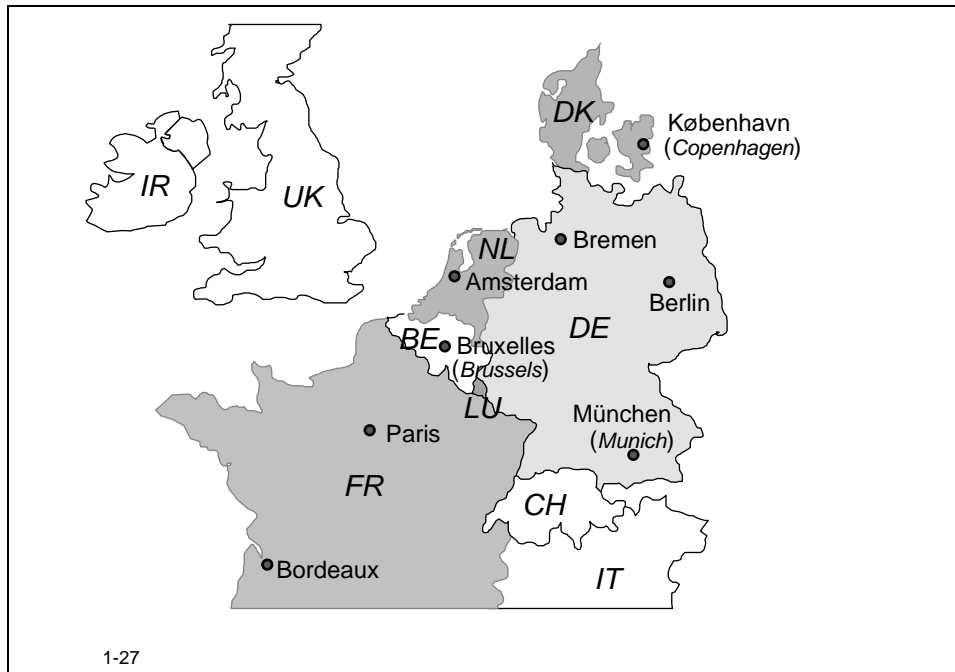 DK
København
(Copenhagen)
IR
UK
NL
Bremen
Amsterdam
Berlin
DE
BE
Bruxelles
(Brussels)
LU
München
(Munich)
Paris
FR
CH
Bordeaux
IT
1-27